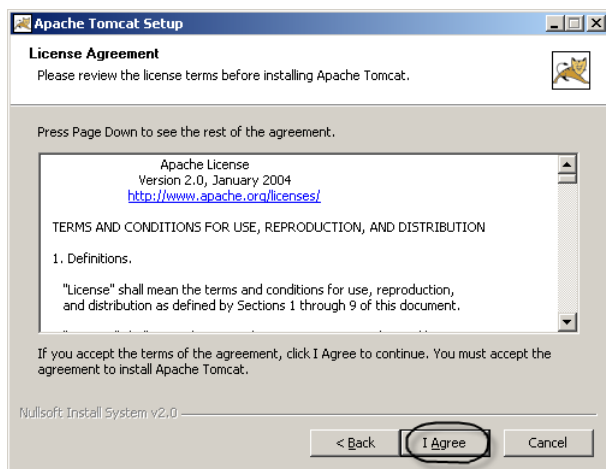 Apache Tomcat Setup
License Agreement
Please review the license terms before installing Apache Tomcat.
Press Page Down to see the rest of the agreement.
Apache License
Version 2.0, January 2004
http://www.apache.org/licenses/
TERMS AND CONDITIONS FOR USE, REPRODUCTION, AND DISTRIBUTION
1. Definitions.
"License" shall mean the terms and conditions for use, reproduction,
and distribution as defined by Sections 1 through 9 of this document.
If you accept the terms of the agreement, click I Agree to continue. You must accept the
agreement to install Apache Tomcat.
Nullsoft Install System v2.0
< Back I Agree Cancel